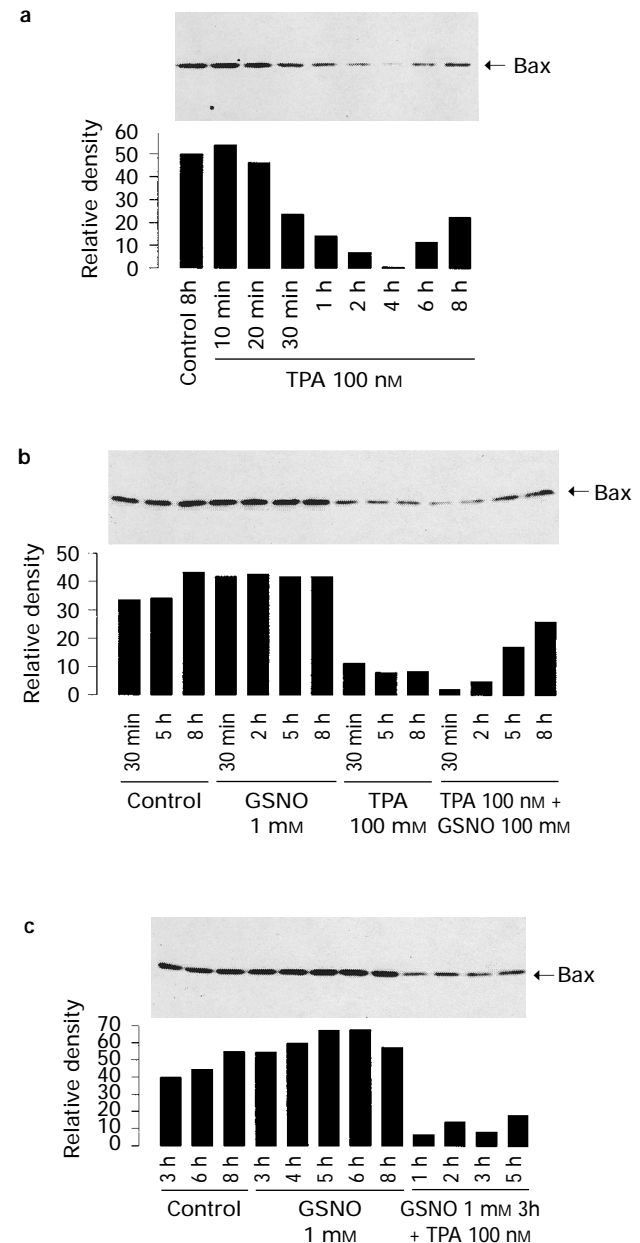 a
← Bax
Relative density
60
50
40
30
20
10
0
Control 8h
10 min
20 min
30 min
1 h
2 h
4 h
6 h
8 h
TPA 100 nM
b
← Bax
Relative density
50
40
30
20
10
0
30 min
5 h
8 h
30 min
2 h
5 h
8 h
30 min
5 h
8 h
30 min
2 h
5 h
8 h
Control
GSNO
1 mM
TPA
100 mM
TPA 100 nM +
GSNO 100 mM
c
←Bax
Relative density
70
60
50
40
30
20
10
0
3 h
6 h
8 h
3 h
4 h
5 h
6 h
8 h
1 h
2 h
3 h
5 h
Control
GSNO
1 mM
GSNO 1 mM 3h
+ TPA 100 nM